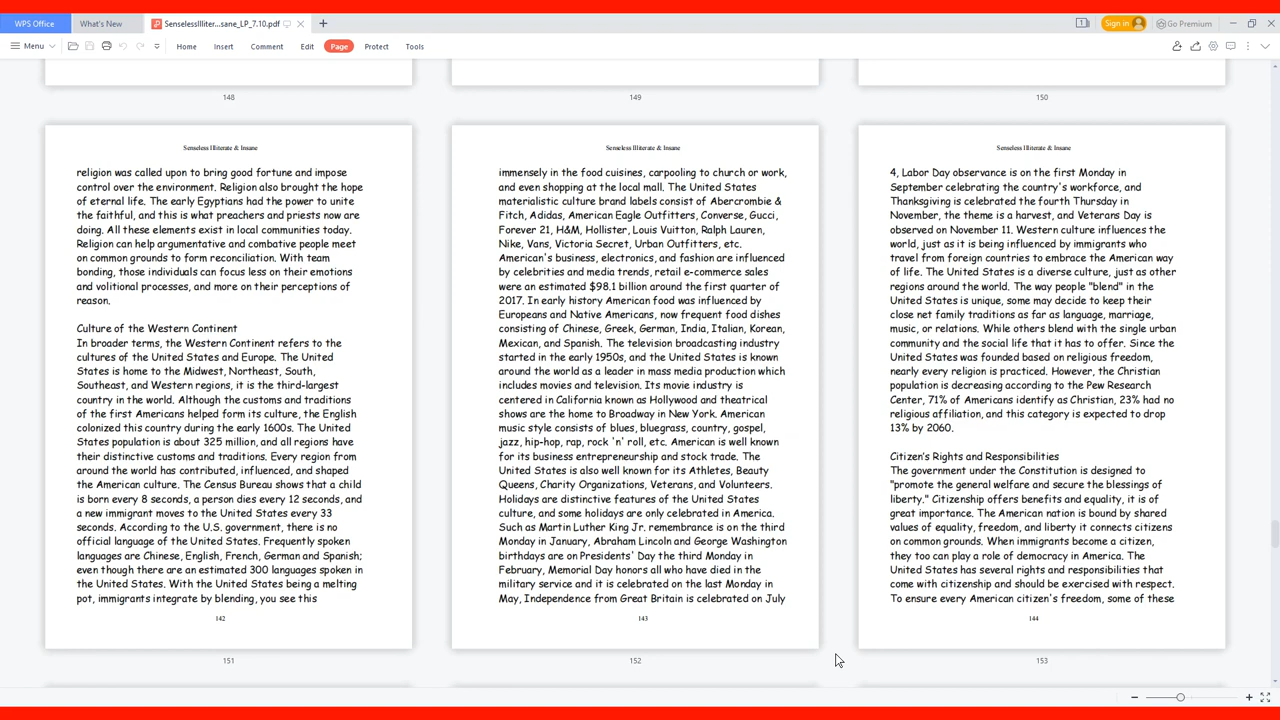 WPS Office
What's New
SenselessIlliter...sane_LP_7.10.pdf
1
Sign in
Go Premium
Menu
Home
Insert
Comment
Edit
Page
Protect
Tools
148
149
150
Senseless Illiterate & Insane
religion was called upon to bring good fortune and impose
control over the environment. Religion also brought the hope
of eternal life. The early Egyptians had the power to unite
the faithful, and this is what preachers and priests now are
doing. All these elements exist in local communities today.
Religion can help argumentative and combative people meet
on common grounds to form reconciliation. With team
bonding, those individuals can focus less on their emotions
and volitional processes, and more on their perceptions of
reason.
Culture of the Western Continent
In broader terms, the Western Continent refers to the
cultures of the United States and Europe. The United
States is home to the Midwest, Northeast, South,
Southeast, and Western regions, it is the third-largest
country in the world. Although the customs and traditions
of the first Americans helped form its culture, the English
colonized this country during the early 1600s. The United
States population is about 325 million, and all regions have
their distinctive customs and traditions. Every region from
around the world has contributed, influenced, and shaped
the American culture. The Census Bureau shows that a child
is born every 8 seconds, a person dies every 12 seconds, and
a new immigrant moves to the United States every 33
seconds. According to the U.S. government, there is no
official language of the United States. Frequently spoken
languages are Chinese, English, French, German and Spanish;
even though there are an estimated 300 languages spoken in
the United States. With the United States being a melting
pot, immigrants integrate by blending, you see this
142
151
Senseless Illiterate & Insane
immensely in the food cuisines, carpooling to church or work,
and even shopping at the local mall. The United States
materialistic culture brand labels consist of Abercrombie &
Fitch, Adidas, American Eagle Outfitters, Converse, Gucci,
Forever 21, H&M, Hollister, Louis Vuitton, Ralph Lauren,
Nike, Vans, Victoria Secret, Urban Outfitters, etc.
American's business, electronics, and fashion are influenced
by celebrities and media trends, retail e-commerce sales
were an estimated $98.1 billion around the first quarter of
2017. In early history American food was influenced by
Europeans and Native Americans, now frequent food dishes
consisting of Chinese, Greek, German, India, Italian, Korean,
Mexican, and Spanish. The television broadcasting industry
started in the early 1950s, and the United States is known
around the world as a leader in mass media production which
includes movies and television. Its movie industry is
centered in California known as Hollywood and theatrical
shows are the home to Broadway in New York. American
music style consists of blues, bluegrass, country, gospel,
jazz, hip-hop, rap, rock 'n' roll, etc. American is well known
for its business entrepreneurship and stock trade. The
United States is also well known for its Athletes, Beauty
Queens, Charity Organizations, Veterans, and Volunteers.
Holidays are distinctive features of the United States
culture, and some holidays are only celebrated in America.
Such as Martin Luther King Jr. remembrance is on the third
Monday in January, Abraham Lincoln and George Washington
birthdays are on Presidents' Day the third Monday in
February, Memorial Day honors all who have died in the
military service and it is celebrated on the last Monday in
May, Independence from Great Britain is celebrated on July
143
152
Senseless Illiterate & Insane
4, Labor Day observance is on the first Monday in
September celebrating the country's workforce, and
Thanksgiving is celebrated the fourth Thursday in
November, the theme is a harvest, and Veterans Day is
observed on November 11. Western culture influences the
world, just as it is being influenced by immigrants who
travel from foreign countries to embrace the American way
of life. The United States is a diverse culture, just as other
regions around the world. The way people "blend" in the
United States is unique, some may decide to keep their
close net family traditions as far as language, marriage,
music, or relations. While others blend with the single urban
community and the social life that it has to offer. Since the
United States was founded based on religious freedom,
nearly every religion is practiced. However, the Christian
population is decreasing according to the Pew Research
Center, 71% of Americans identify as Christian, 23% had no
religious affiliation, and this category is expected to drop
13% by 2060.
Citizen's Rights and Responsibilities
The government under the Constitution is designed to
"promote the general welfare and secure the blessings of
liberty." Citizenship offers benefits and equality, it is of
great importance. The American nation is bound by shared
values of equality, freedom, and liberty it connects citizens
on common grounds. When immigrants become a citizen,
they too can play a role of democracy in America. The
United States has several rights and responsibilities that
come with citizenship and should be exercised with respect.
To ensure every American citizen's freedom, some of these
144
153